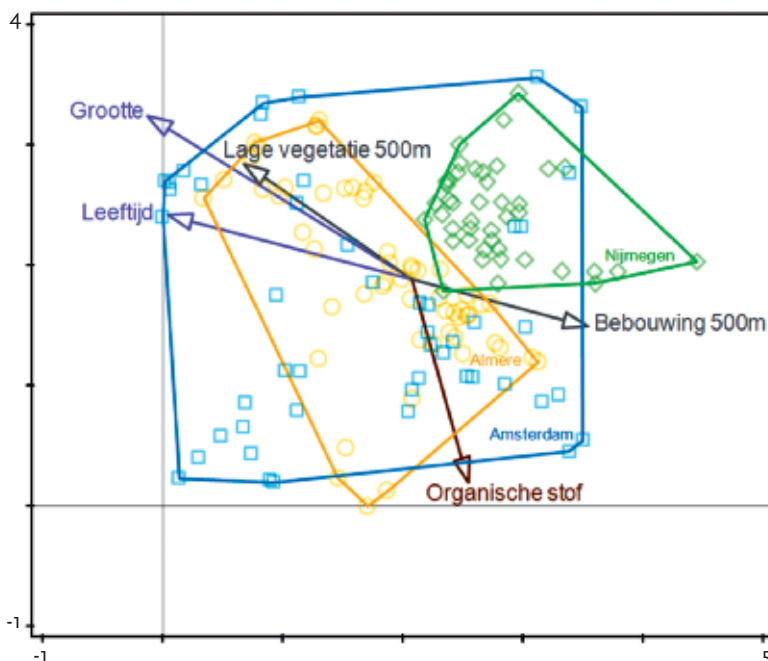 4
Grootte
Lage vegetatie 500m
Leeftijd
Nijmegen
Bebouwing 500m
Almere
Amsterdam
Organische stof
-1
-1
5